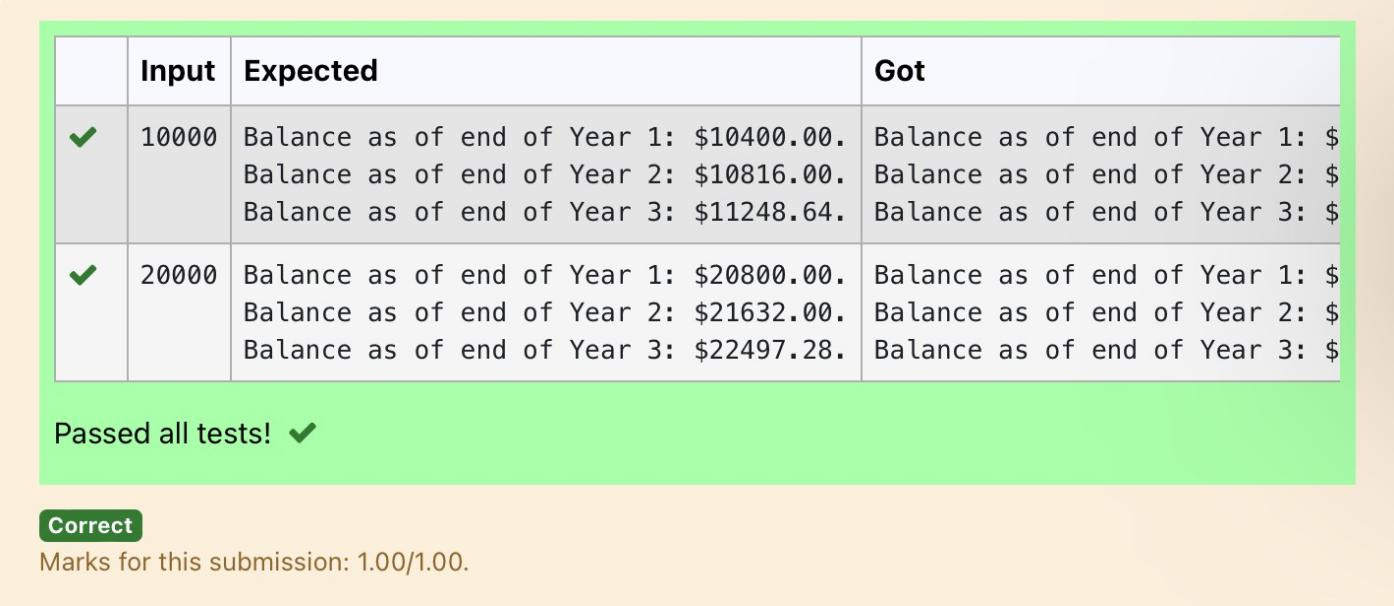 Input Expected Got
10000 Balance as of end of Year 1: $10400.00. Balance as of end of Year 1: $
Balance as of end of Year 2: $10816.00. Balance as of end of Year 2: $
Balance as of end of Year 3: $11248.64. Balance as of end of Year 3: $
20000 Balance as of end of Year 1: $20800.00. Balance as of end of Year 1: $
Balance as of end of Year 2: $21632.00. Balance as of end of Year 2: $
Balance as of end of Year 3: $22497.28. Balance as of end of Year 3: $
Passed all tests!
Correct
Marks for this submission: 1.00/1.00.